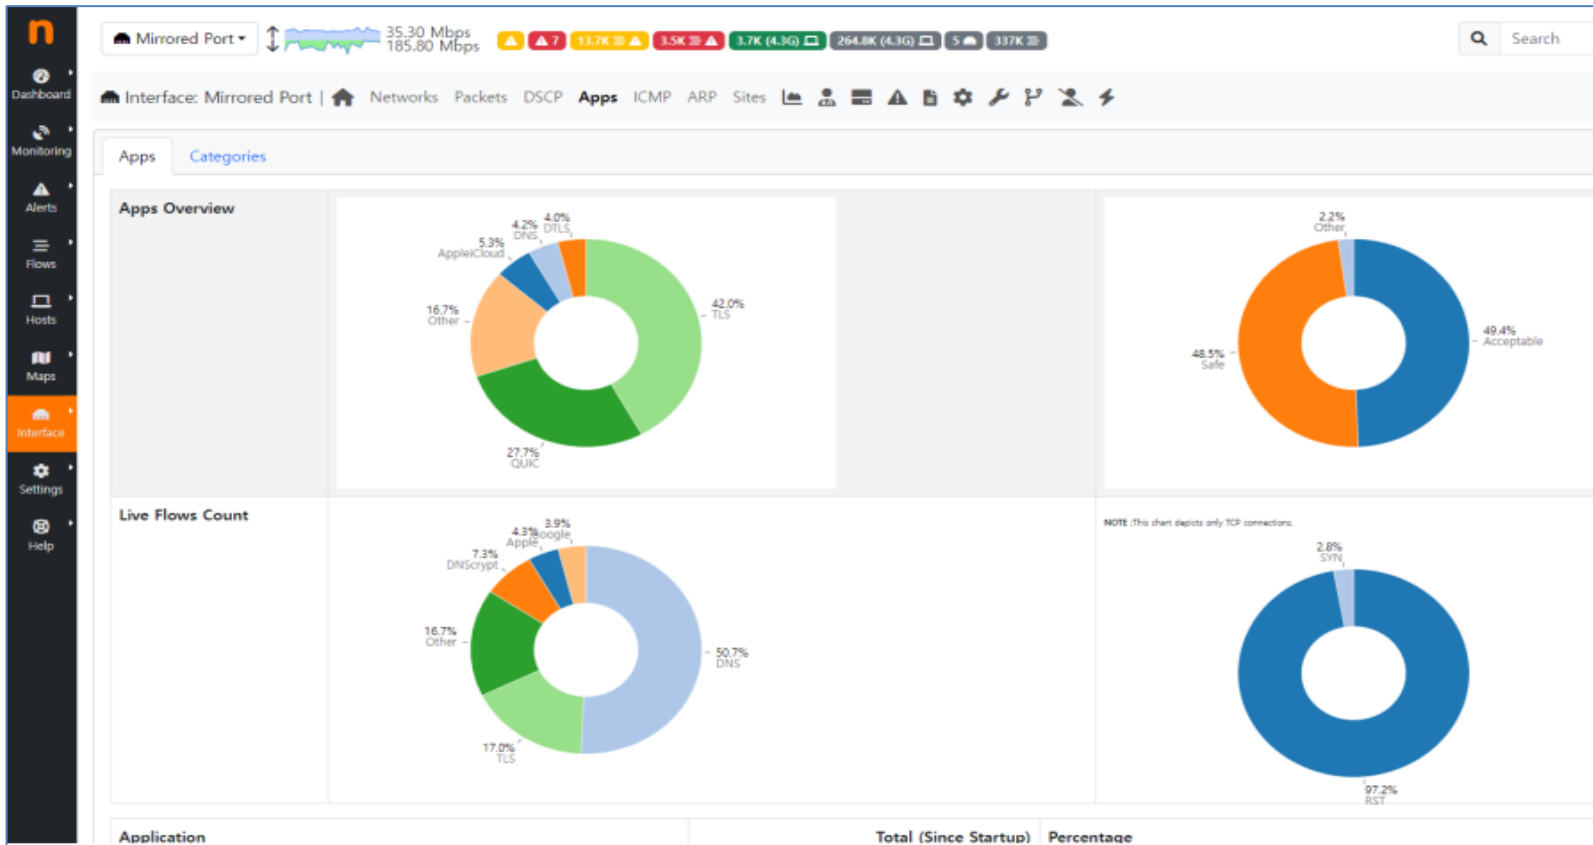 n
Mirrored Port
35.30 Mbps
185.80 Mbps
7
13.7K
3.5K
3.7K (4.3G)
264.8K (4.3G)
5
337K
Search
Dashboard
Monitoring
Alerts
Flows
Hosts
Maps
Interface
Settings
Help
Interface: Mirrored Port |
Networks
Packets
DSCP
Apps
ICMP
ARP
Sites
Apps
Categories
Apps Overview
4.0%
DTLS
4.2%
DNS
5.3%
AppleiCloud
16.7%
Other
42.0%
TLS
27.7%
QUIC
2.2%
Other
49.4%
Acceptable
48.5%
Safe
Live Flows Count
3.9%
Google
4.3%
Apple
7.3%
DNScrypt
16.7%
Other
50.7%
DNS
17.0%
TLS
NOTE :This chart depicts only TCP connections.
2.8%
SYN
97.2%
RST
Application
Total (Since Startup)
Percentage